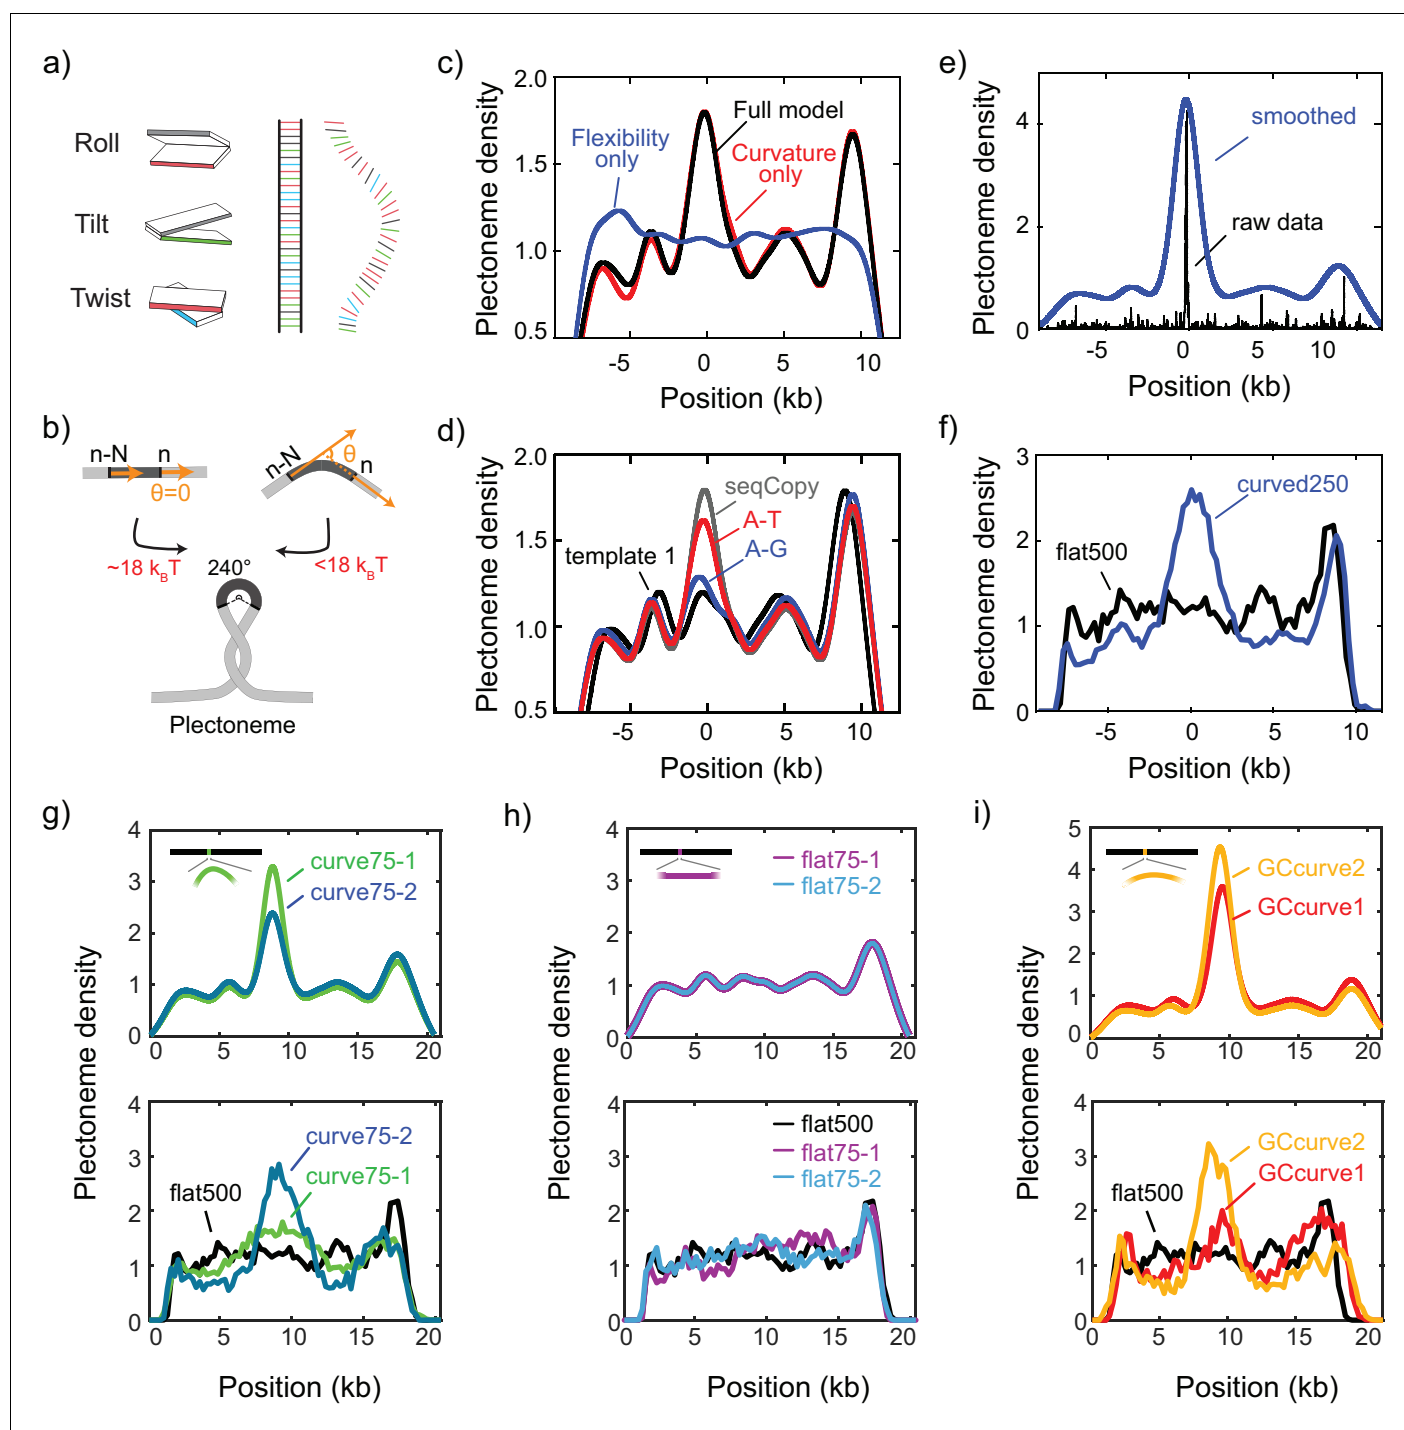 a)
Roll
Tilt
Twist
b)
n-N
n
θ=0
n-N
θ
n
~18 kBT
<18 kBT
240°
Plectoneme
c)
Plectoneme density
2.0
1.5
1.0
0.5
Full model
Flexibility
only
Curvature
only
-5
0
5
10
Position (kb)
d)
Plectoneme density
2.0
1.5
1.0
0.5
seqCopy
A-T
A-G
template 1
-5
0
5
10
Position (kb)
e)
Plectoneme density
4
2
0
smoothed
raw data
-5
0
5
10
Position (kb)
f)
Plectoneme density
3
2
1
0
curved250
flat500
-5
0
5
10
Position (kb)
g)
Plectoneme density
4
3
2
1
0
curve75-1
curve75-2
0
5
10
15
20
4
3
2
1
0
curve75-2
curve75-1
flat500
0
5
10
15
20
Position (kb)
h)
Plectoneme density
4
3
2
1
0
flat75-1
flat75-2
0
5
10
15
20
4
3
2
1
0
flat500
flat75-1
flat75-2
0
5
10
15
20
Position (kb)
i)
Plectoneme density
5
4
3
2
1
0
GCcurve2
GCcurve1
0
5
10
15
20
4
3
2
1
0
GCcurve2
GCcurve1
flat500
0
5
10
15
20
Position (kb)